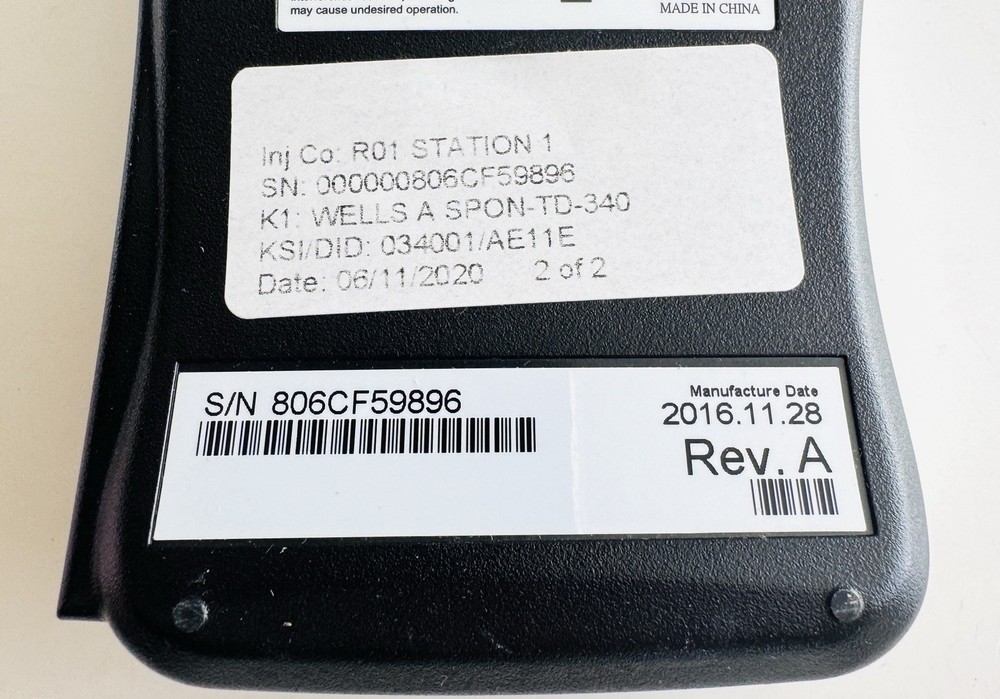 may cause undesired operation.
MADE IN CHINA
Inj Co: R01 STATION 1
SN: 000000806CF59896
K1: WELLS A SPON-TD-340
KSI/DID: 034001/AE11E
Date: 06/11/2020 2 of 2
S/N 806CF59896
Manufacture Date
2016.11.28
Rev. A